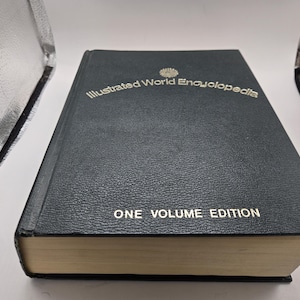 Illustrated World Encyclopedia
ONE VOLUME EDITION